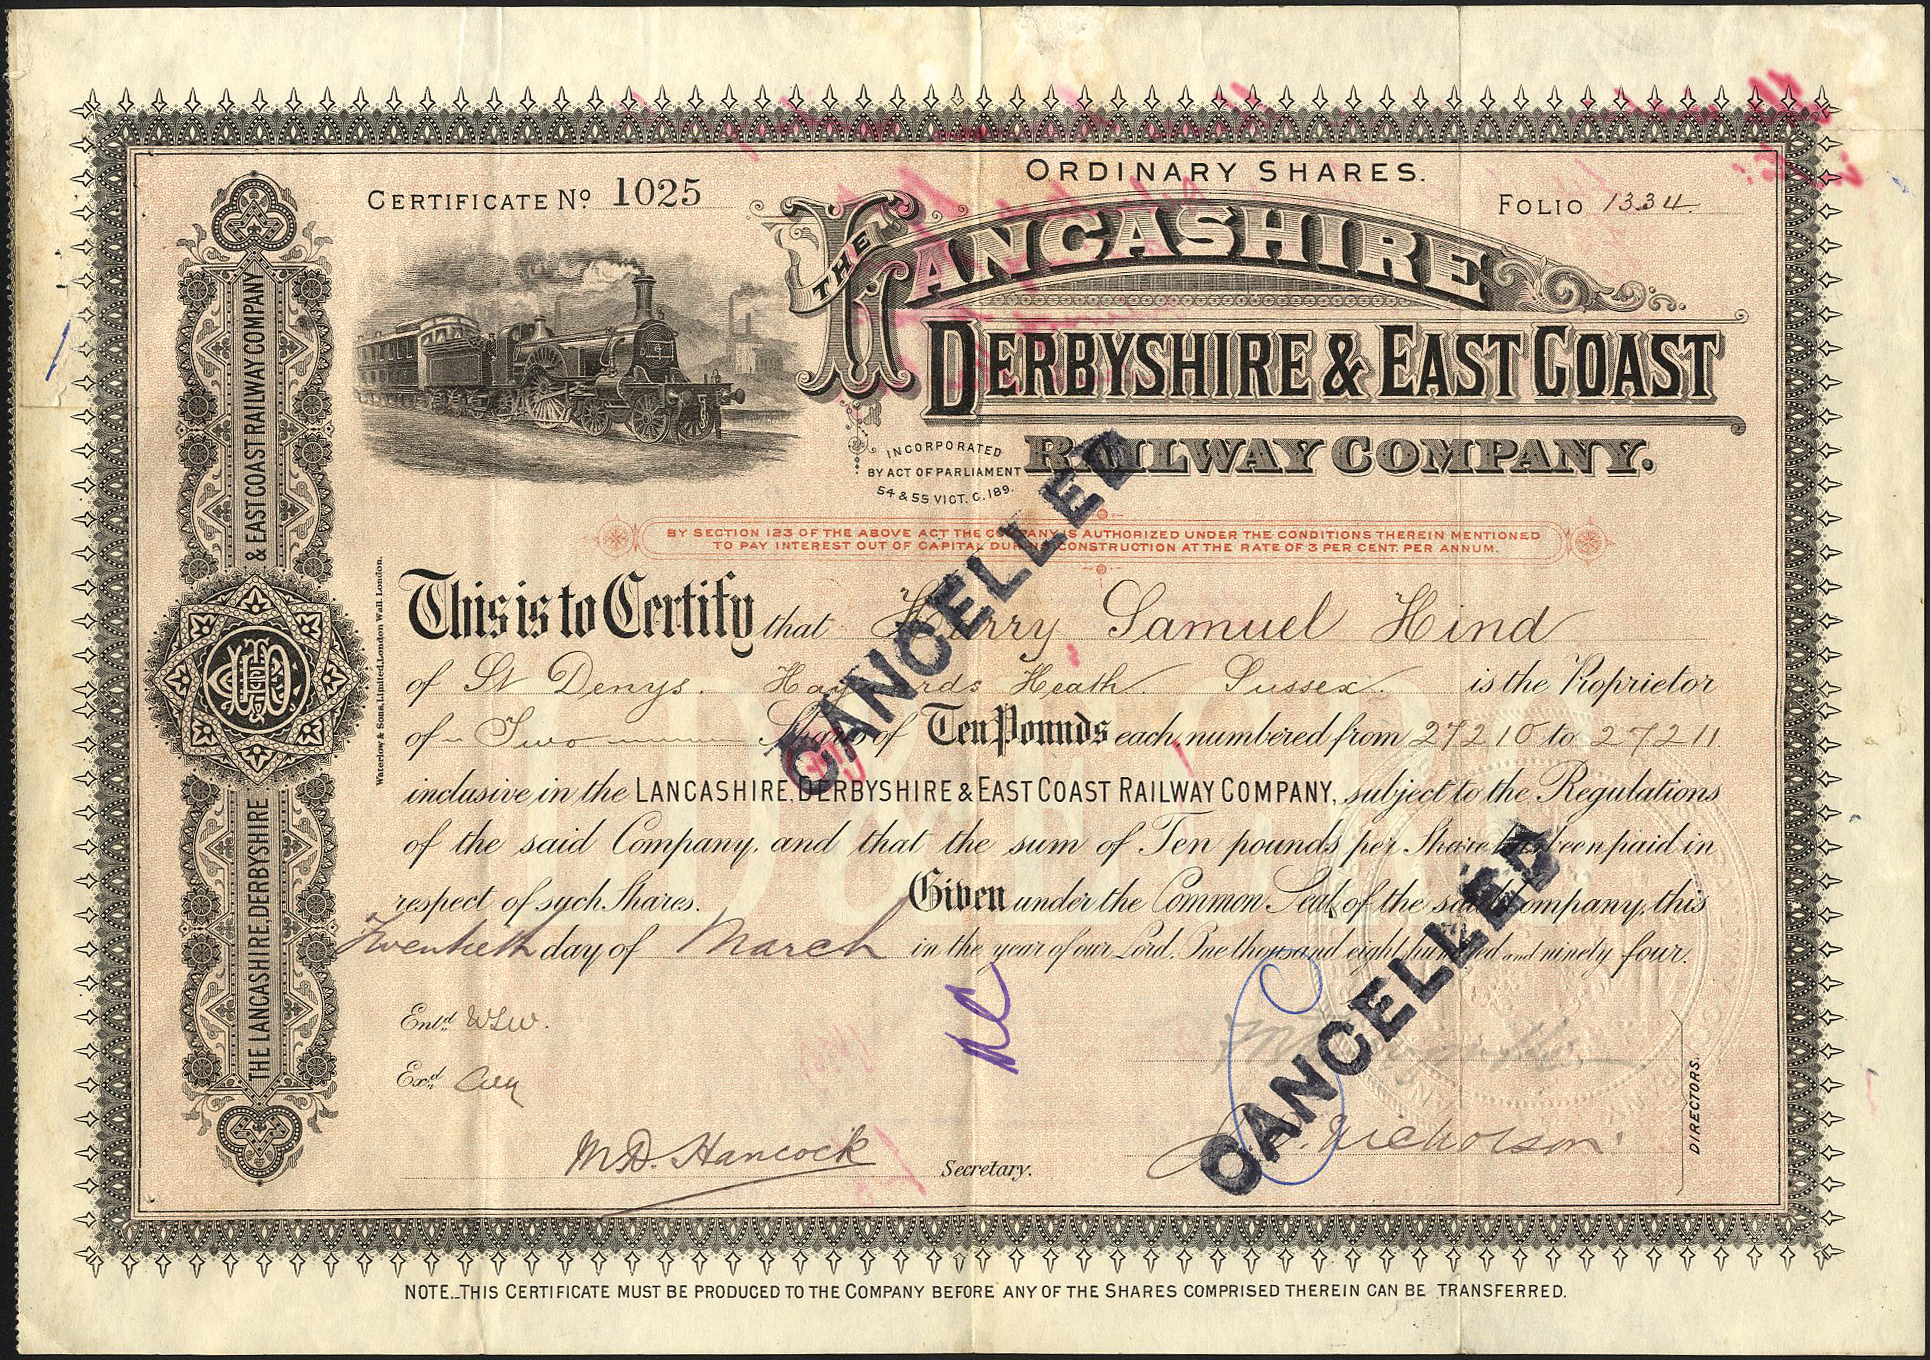 ORDINARY SHARES.
CERTIFICATE No. 1025
FOLIO 1334
THE LANCASHIRE
DERBYSHIRE & EAST COAST
RAILWAY COMPANY.
INCORPORATED
BY ACT OF PARLIAMENT
54 & 55 VICT. C. 189.
BY SECTION 123 OF THE ABOVE ACT THE COMPANY IS AUTHORIZED UNDER THE CONDITIONS THEREIN MENTIONED
TO PAY INTEREST OUT OF CAPITAL DURING CONSTRUCTION AT THE RATE OF 3 PER CENT. PER ANNUM.
This is to Certify that Harry Samuel Hind
of St Denys. Haywards Heath Sussex is the Proprietor
of Two Shares of Ten Pounds each, numbered from 27210 to 27211
inclusive in the LANCASHIRE, DERBYSHIRE & EAST COAST RAILWAY COMPANY, subject to the Regulations
of the said Company, and that the sum of Ten pounds per Share has been paid in
respect of such Shares. Given under the Common Seal of the said Company, this
Twentieth day of March in the year of our Lord, One thousand eight hundred and ninety four.
Entd. WLW.
Exd.
M.D. Hancock Secretary.
Nicholson
DIRECTORS.
CANCELLED
CANCELLED
THE LANCASHIRE, DERBYSHIRE & EAST COAST RAILWAY COMPANY
Waterlow & Sons, Limited, London Wall, London.
LD&ECR
NOTE._THIS CERTIFICATE MUST BE PRODUCED TO THE COMPANY BEFORE ANY OF THE SHARES COMPRISED THEREIN CAN BE TRANSFERRED.